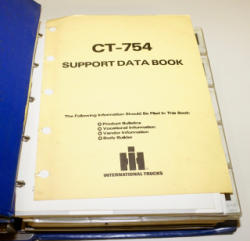 CT-754
SUPPORT DATA BOOK
The Following Information Should Be Filed In This Book:
Product Bulletins
Vocational Information
Vendor Information
Body Builder
INTERNATIONAL TRUCKS